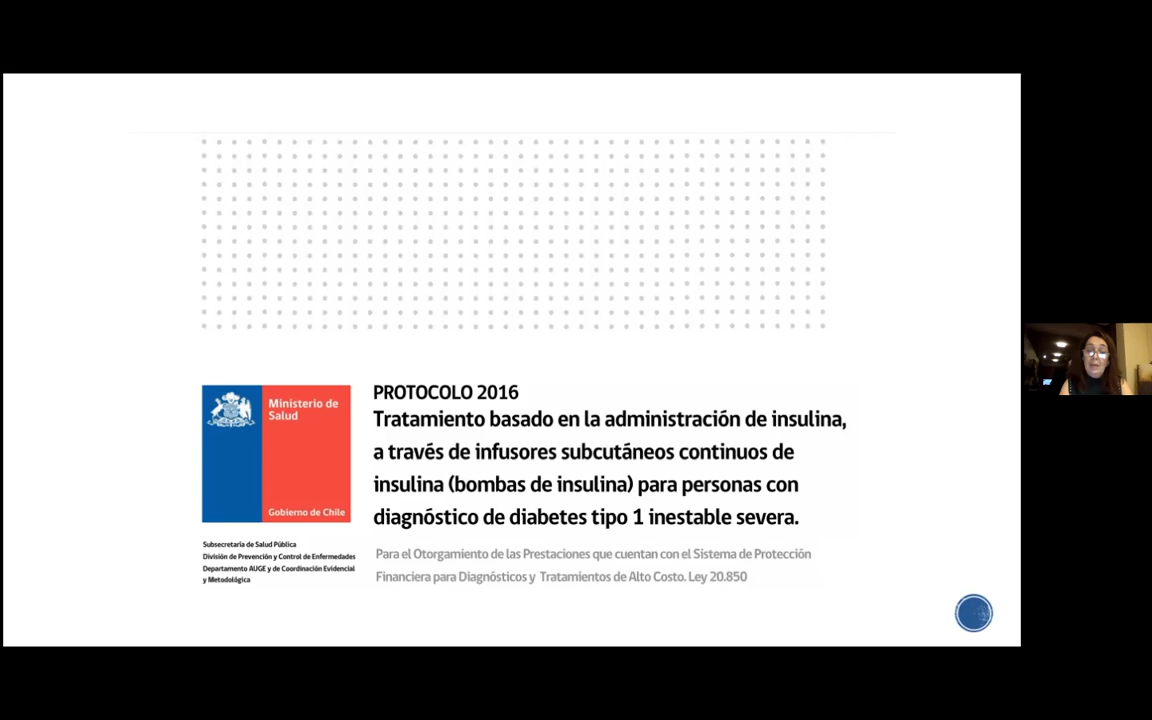 Ministerio de
Salud
Gobierno de Chile
Subsecretaría de Salud Pública
División de Prevención y Control de Enfermedades
Departamento AUGE y de Coordinación Evidencial
y Metodológica
PROTOCOLO 2016
Tratamiento basado en la administración de insulina,
a través de infusores subcutáneos continuos de
insulina (bombas de insulina) para personas con
diagnóstico de diabetes tipo 1 inestable severa.
Para el Otorgamiento de las Prestaciones que cuentan con el Sistema de Protección
Financiera para Diagnósticos y Tratamientos de Alto Costo. Ley 20.850